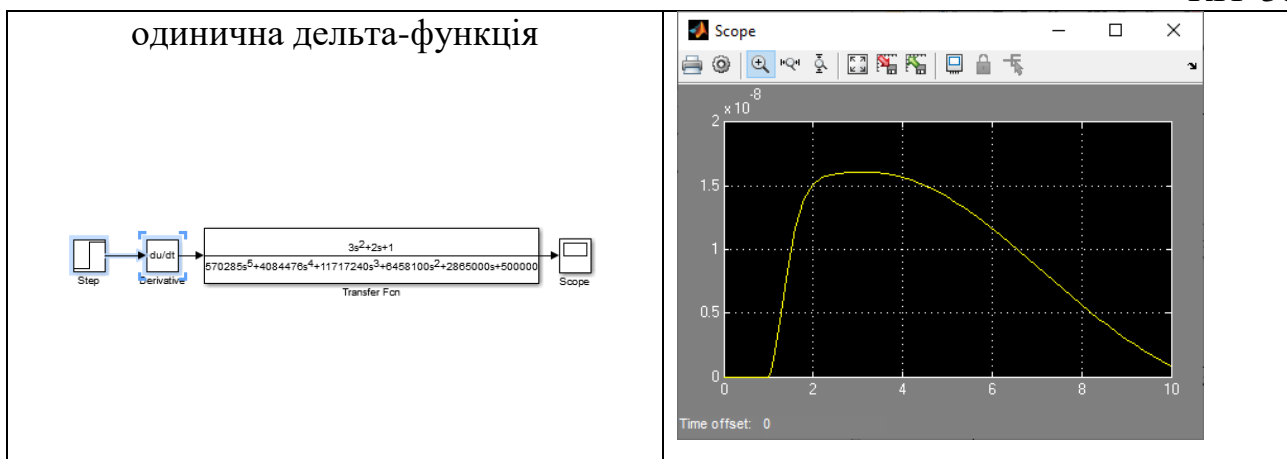 одинична дельта-функція
Step
du/dt
Derivative
3s2+2s+1
570285s5+4084476s4+11717240s3+6458100s2+2865000s+500000
Transfer Fcn
Scope
Scope
x 10-8
2
1.5
1
0.5
0
0 2 4 6 8 10
Time offset: 0